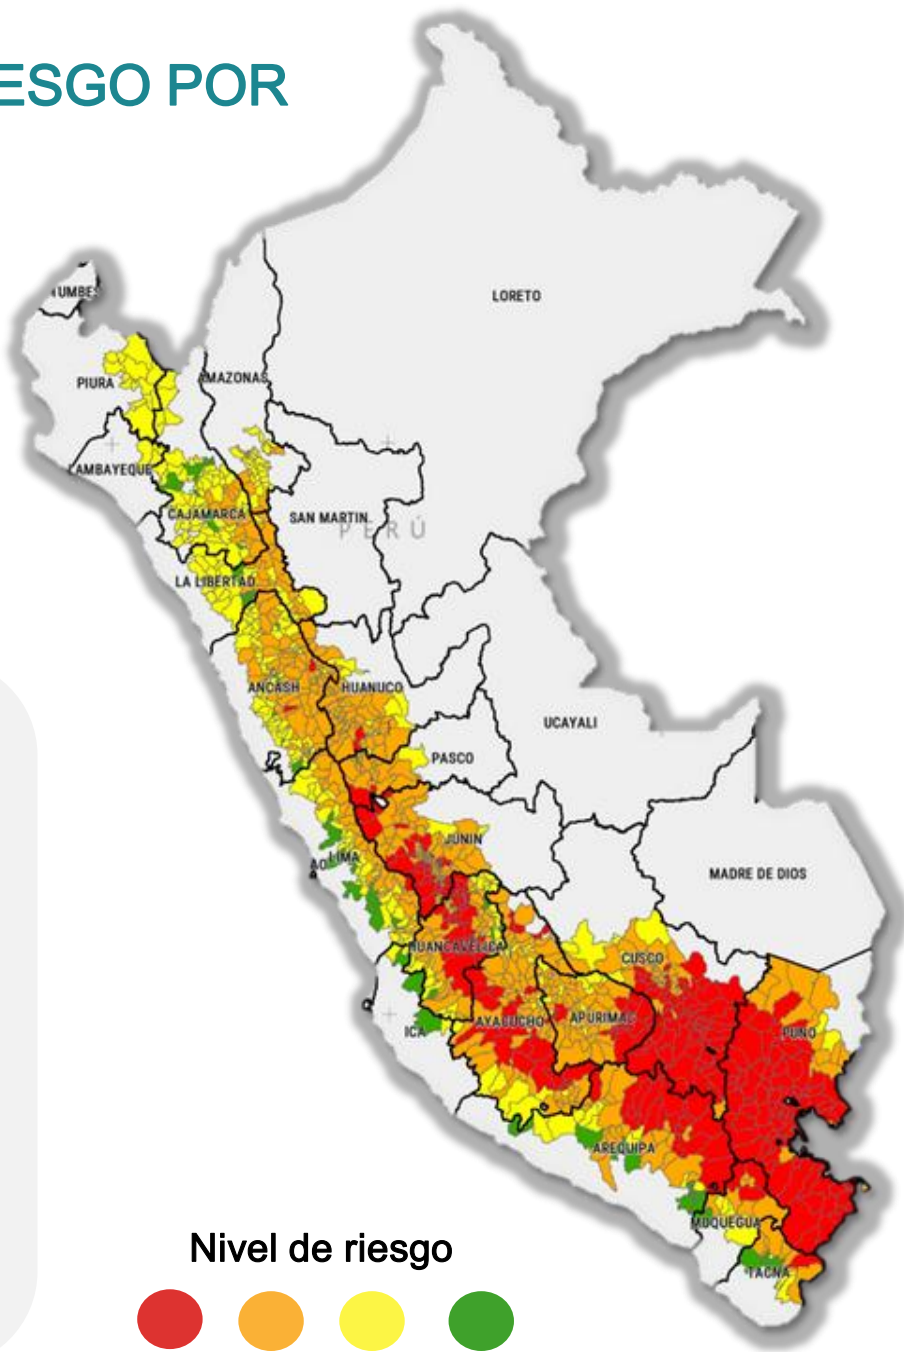 ESGO POR
LORETO
TUMBES
PIURA
AMAZONAS
LAMBAYEQUE
CAJAMARCA
SAN MARTIN
PERÚ
LA LIBERTAD
ANCASH
HUANUCO
UCAYALI
PASCO
JUNIN
LIMA
MADRE DE DIOS
HUANCAVELICA
CUSCO
ICA
AYACUCHO
APURIMAC
PUNO
AREQUIPA
MOQUEGUA
TACNA
Nivel de riesgo